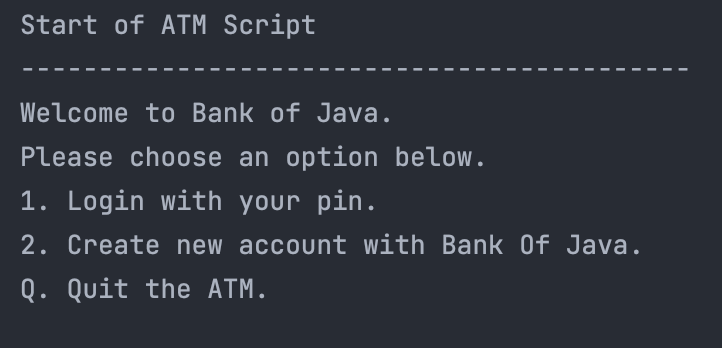 Start of ATM Script
-------------------------------------------
Welcome to Bank of Java.
Please choose an option below.
1. Login with your pin.
2. Create new account with Bank Of Java.
Q. Quit the ATM.